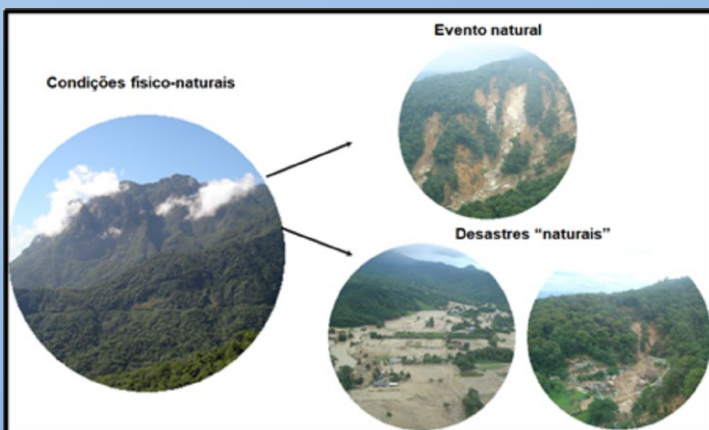 Evento natural
Condições físico-naturais
Desastres “naturais”